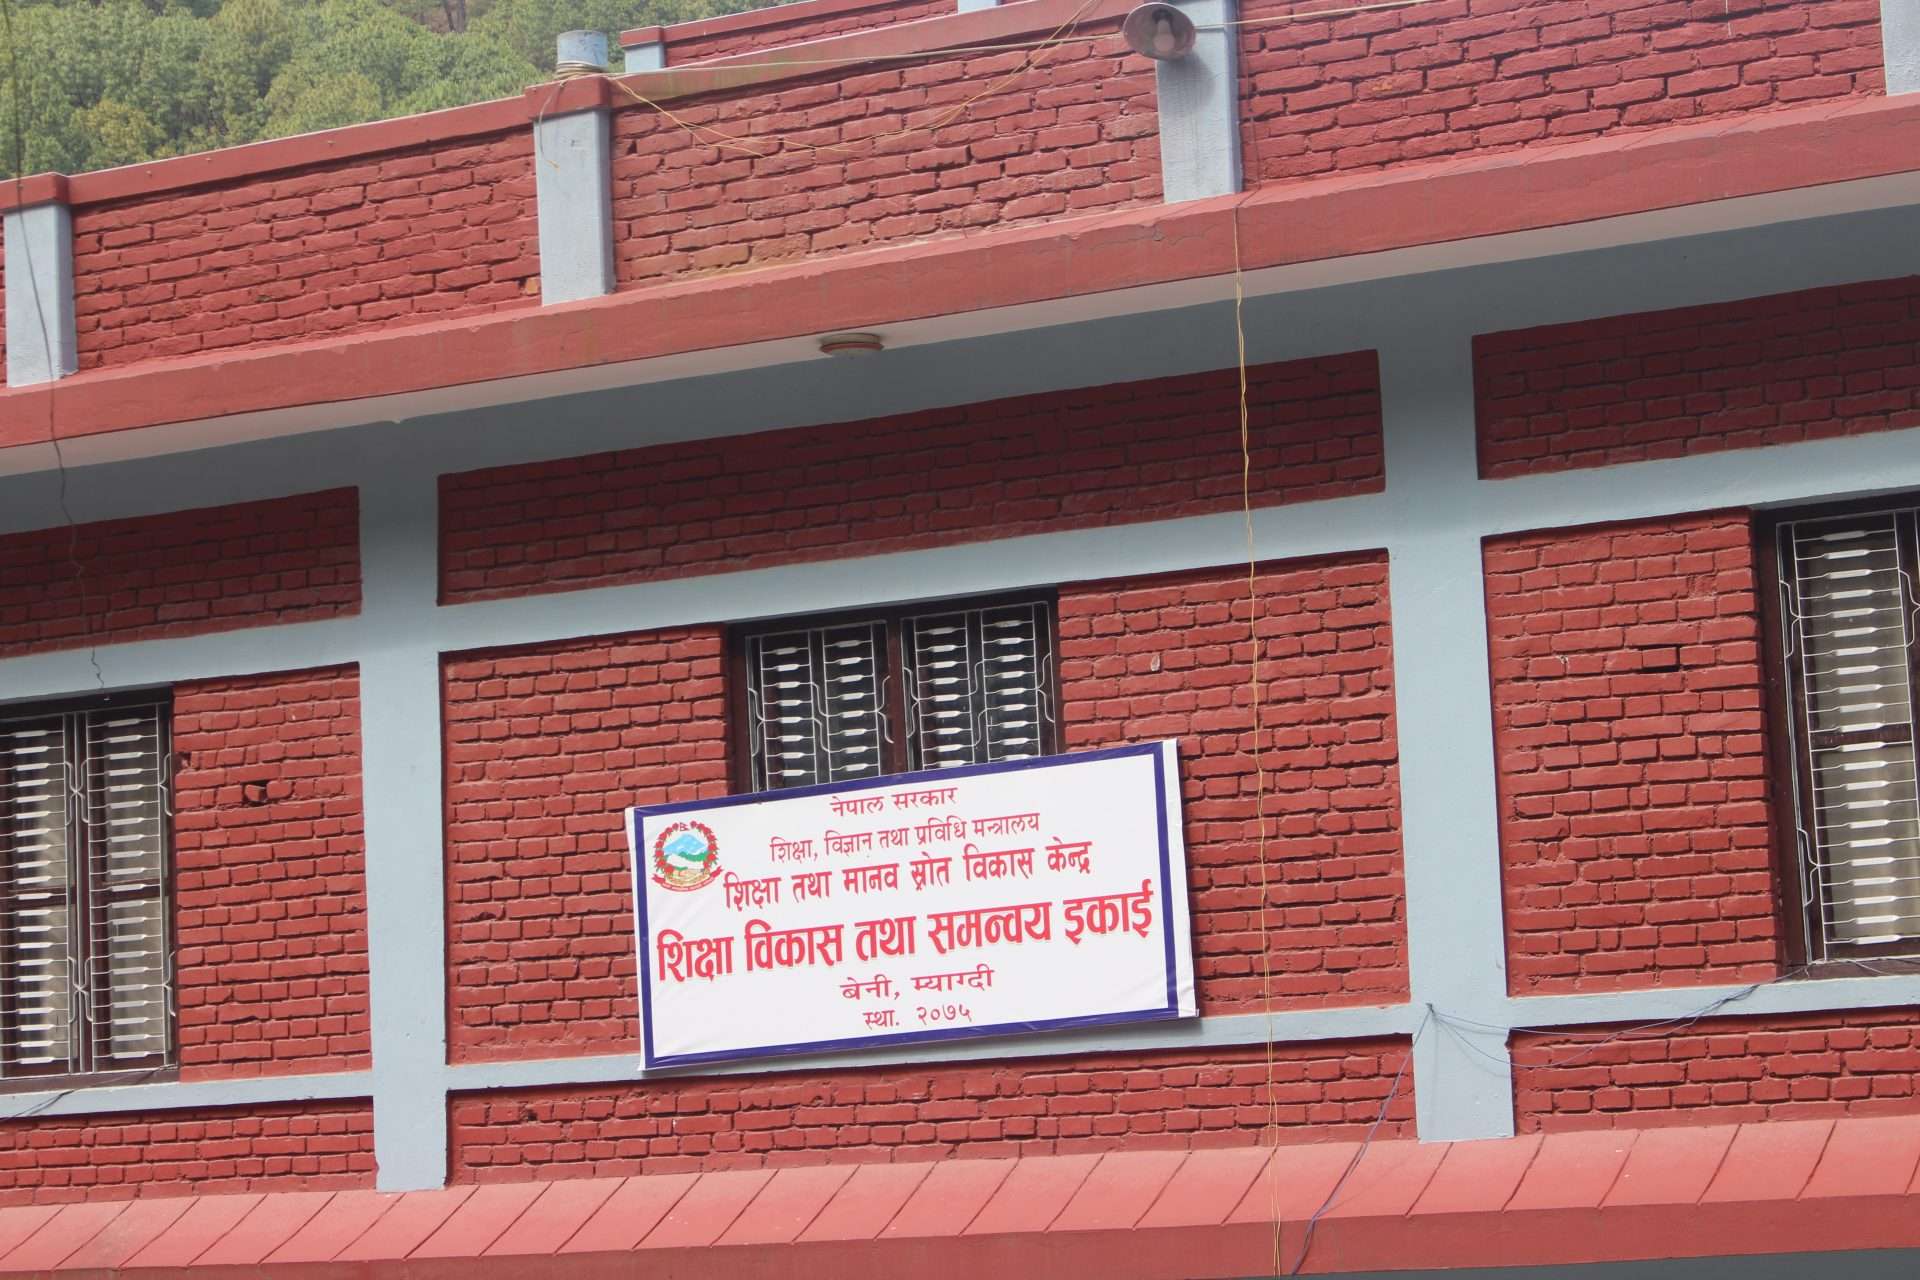 नेपाल सरकार
शिक्षा, विज्ञान तथा प्रविधि मन्त्रालय
शिक्षा तथा मानव स्रोत विकास केन्द्र
शिक्षा विकास तथा समन्वय इकाई
बेनी, म्याग्दी
स्था. २०७५